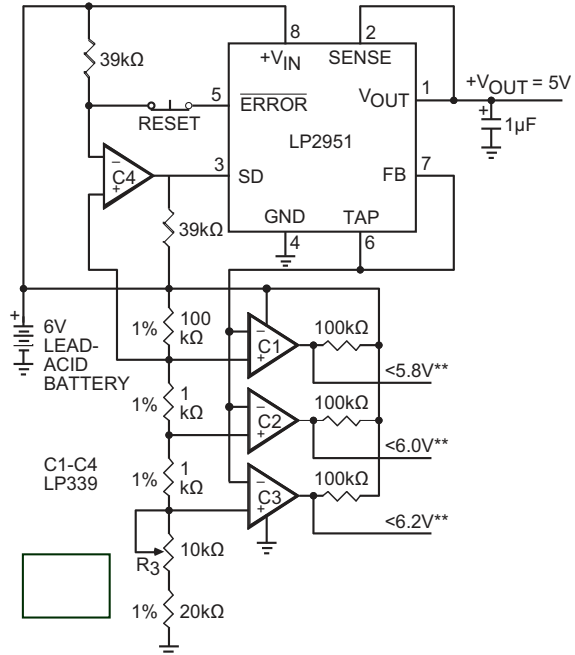 8
2
+VIN
SENSE
39kΩ
5
ERROR
VOUT
1
+VOUT = 5V
RESET
+
1µF
LP2951
−
C4
+
3
SD
FB
7
39kΩ
GND
TAP
4
6
+
6V
LEAD-
ACID
BATTERY
1%
100
kΩ
−
C1
+
100kΩ
<5.8V**
1%
1
kΩ
−
C2
+
100kΩ
<6.0V**
C1-C4
LP339
1%
1
kΩ
−
C3
+
100kΩ
<6.2V**
R3
10kΩ
1%
20kΩ